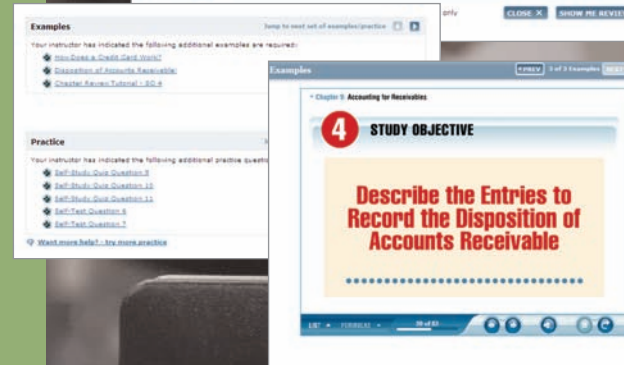 only
CLOSE X SHOW ME REVIEW
Examples
Jump to next set of examples/practice
Your instructor has indicated the following additional examples are required:
How Does a Credit Card Work?
Disposition of Accounts Receivable
Chapter Review Tutorial - SO 4
Practice
Your instructor has indicated the following additional practice questio
Self-Study Quiz Question 9
Self-Study Quiz Question 10
Self-Study Quiz Question 11
Self-Test Question 6
Self-Test Question 7
Want more help? - try more practice
Examples
PREV 3 of 3 Examples NEXT
Chapter 9 Accounting for Receivables
4 STUDY OBJECTIVE
Describe the Entries to
Record the Disposition of
Accounts Receivable
LIST FORMULAS